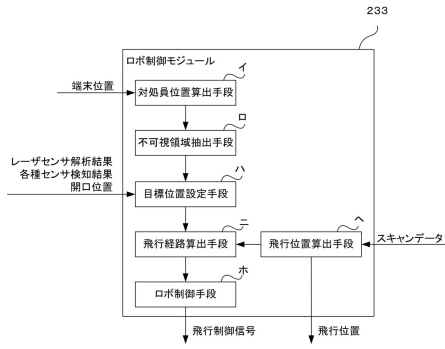 233
ロボ制御モジュール
イ
端末位置
対処員位置算出手段
ロ
不可視領域抽出手段
レーザセンサ解析結果
各種センサ検知結果
開口位置
ハ
目標位置設定手段
ニ
飛行経路算出手段
ヘ
飛行位置算出手段
スキャンデータ
ホ
ロボ制御手段
飛行制御信号
飛行位置